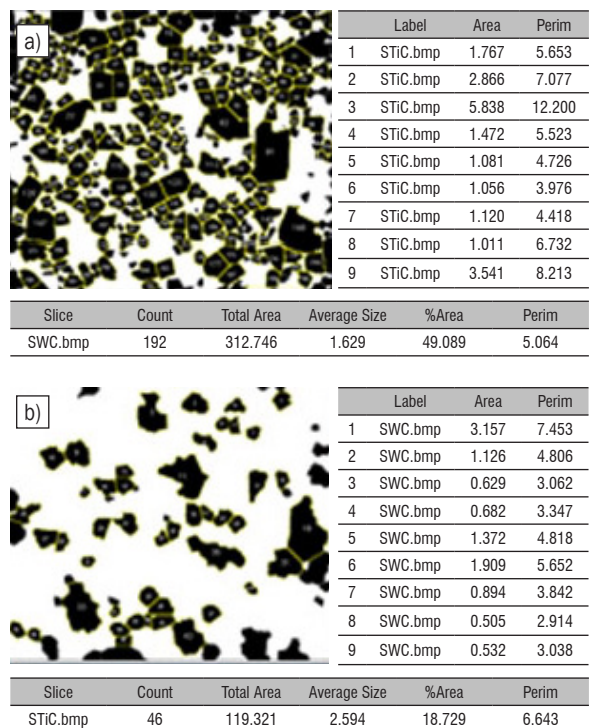 a)
Label Area Perim
1 STiC.bmp 1.767 5.653
2 STiC.bmp 2.866 7.077
3 STiC.bmp 5.838 12.200
4 STiC.bmp 1.472 5.523
5 STiC.bmp 1.081 4.726
6 STiC.bmp 1.056 3.976
7 STiC.bmp 1.120 4.418
8 STiC.bmp 1.011 6.732
9 STiC.bmp 3.541 8.213
Slice Count Total Area Average Size %Area Perim
SWC.bmp 192 312.746 1.629 49.089 5.064
b)
Label Area Perim
1 SWC.bmp 3.157 7.453
2 SWC.bmp 1.126 4.806
3 SWC.bmp 0.629 3.062
4 SWC.bmp 0.682 3.347
5 SWC.bmp 1.372 4.818
6 SWC.bmp 1.909 5.652
7 SWC.bmp 0.894 3.842
8 SWC.bmp 0.505 2.914
9 SWC.bmp 0.532 3.038
Slice Count Total Area Average Size %Area Perim
STiC.bmp 46 119.321 2.594 18.729 6.643